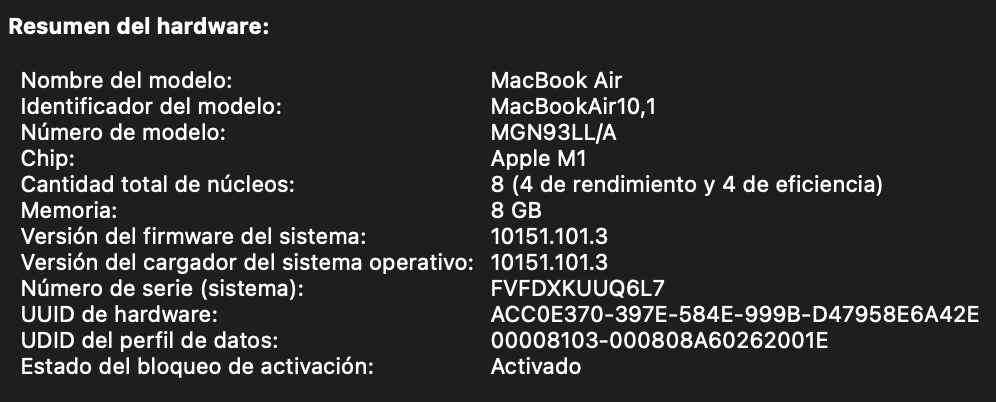 Resumen del hardware:
Nombre del modelo: MacBook Air
Identificador del modelo: MacBookAir10,1
Número de modelo: MGN93LL/A
Chip: Apple M1
Cantidad total de núcleos: 8 (4 de rendimiento y 4 de eficiencia)
Memoria: 8 GB
Versión del firmware del sistema: 10151.101.3
Versión del cargador del sistema operativo: 10151.101.3
Número de serie (sistema): FVFDXKUUQ6L7
UUID de hardware: ACC0E370-397E-584E-999B-D47958E6A42E
UDID del perfil de datos: 00008103-000808A60262001E
Estado del bloqueo de activación: Activado